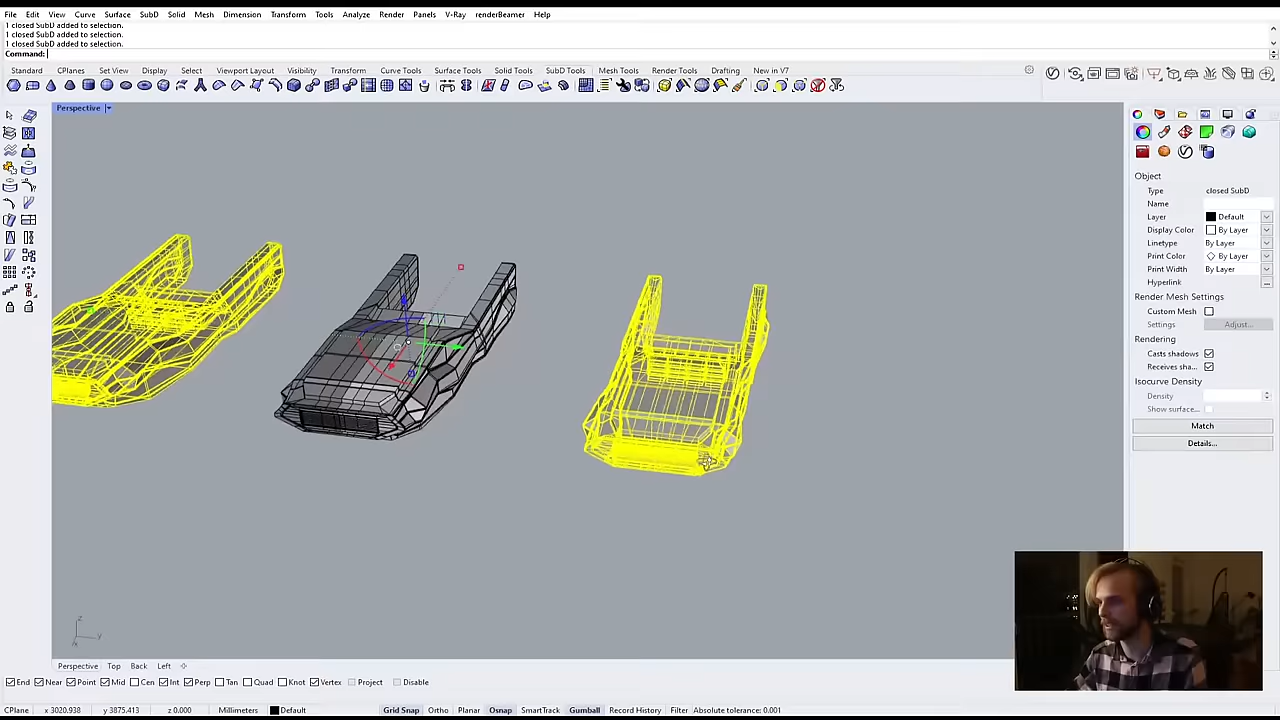 File Edit View Curve Surface SubD Solid Mesh Dimension Transform Tools Analyze Render Panels V-Ray renderBeamer Help
1 closed SubD added to selection.
1 closed SubD added to selection.
1 closed SubD added to selection.
Command:
Standard CPlanes Set View Display Select Viewport Layout Visibility Transform Curve Tools Surface Tools Solid Tools SubD Tools Mesh Tools Render Tools Drafting New in V7
Perspective
Object
Type closed SubD
Name
Layer Default
Display Color By Layer
Linetype By Layer
Print Color By Layer
Print Width By Layer
Hyperlink ...
Render Mesh Settings
Custom Mesh
Settings Adjust...
Rendering
Casts shadows
Receives sha...
Isocurve Density
Density
Show surface...
Match
Details...
z
y
x
Perspective Top Back Left
End Near Point Mid Cen Int Perp Tan Quad Knot Vertex Project Disable
CPlane x 3020.938 y 3875.413 z 0.000 Millimeters Default Grid Snap Ortho Planar Osnap SmartTrack Gumball Record History Filter Absolute tolerance: 0.001